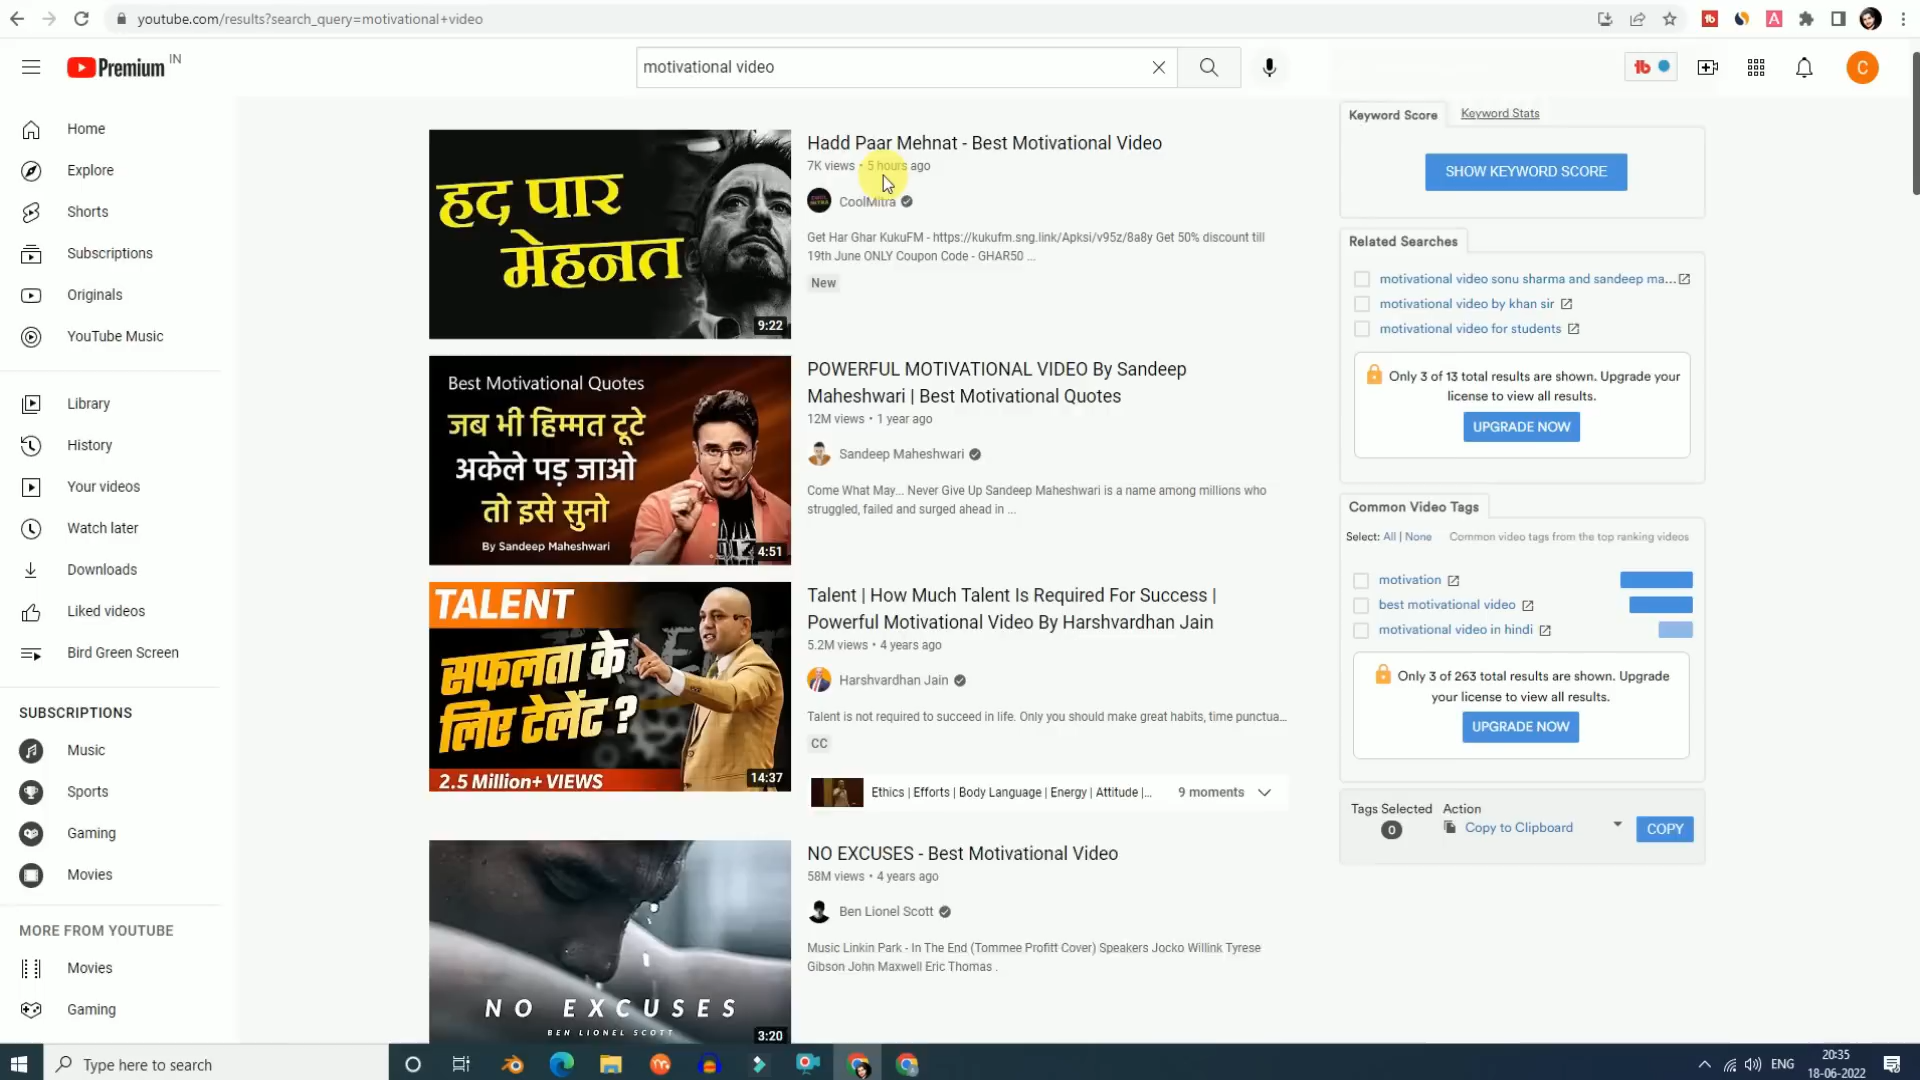 youtube.com/results?search_query=motivational+video
Premium IN
motivational video
C
Home
Explore
Shorts
Subscriptions
Originals
YouTube Music
Library
History
Your videos
Watch later
Downloads
Liked videos
Bird Green Screen
SUBSCRIPTIONS
Music
Sports
Gaming
Movies
MORE FROM YOUTUBE
Movies
Gaming
हद पार
मेहनत
9:22
Hadd Paar Mehnat - Best Motivational Video
7K views • 5 hours ago
CoolMitra
Get Har Ghar KukuFM - https://kukufm.sng.link/Apksi/v95z/8a8y Get 50% discount till
19th June ONLY Coupon Code - GHAR50 ...
New
Best Motivational Quotes
जब भी हिम्मत टूटे
अकेले पड़ जाओ
तो इसे सुनो
By Sandeep Maheshwari
4:51
POWERFUL MOTIVATIONAL VIDEO By Sandeep
Maheshwari | Best Motivational Quotes
12M views • 1 year ago
Sandeep Maheshwari
Come What May... Never Give Up Sandeep Maheshwari is a name among millions who
struggled, failed and surged ahead in ...
TALENT
सफलता के
लिए टेलेंट ?
2.5 Million+ VIEWS
14:37
Talent | How Much Talent Is Required For Success |
Powerful Motivational Video By Harshvardhan Jain
5.2M views • 4 years ago
Harshvardhan Jain
Talent is not required to succeed in life. Only you should make great habits, time punctua...
CC
Ethics | Efforts | Body Language | Energy | Attitude |...
9 moments
NO EXCUSES
BEN LIONEL SCOTT
3:20
NO EXCUSES - Best Motivational Video
58M views • 4 years ago
Ben Lionel Scott
Music Linkin Park - In The End (Tommee Profitt Cover) Speakers Jocko Willink Tyrese
Gibson John Maxwell Eric Thomas .
Keyword Score
Keyword Stats
SHOW KEYWORD SCORE
Related Searches
motivational video sonu sharma and sandeep ma...
motivational video by khan sir
motivational video for students
Only 3 of 13 total results are shown. Upgrade your
license to view all results.
UPGRADE NOW
Common Video Tags
Select: All | None Common video tags from the top ranking videos
motivation
best motivational video
motivational video in hindi
Only 3 of 263 total results are shown. Upgrade
your license to view all results.
UPGRADE NOW
Tags Selected
0
Action
Copy to Clipboard
COPY
Type here to search
ENG
20:35
18-06-2022